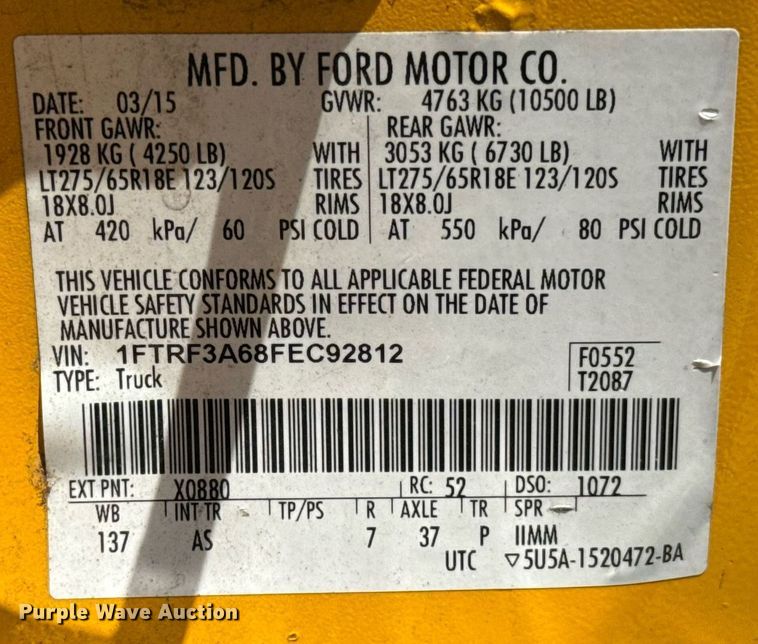 MFD. BY FORD MOTOR CO.
DATE: 03/15 GVWR: 4763 KG (10500 LB)
FRONT GAWR: REAR GAWR:
1928 KG ( 4250 LB) WITH 3053 KG ( 6730 LB) WITH
LT275/65R18E 123/120S TIRES LT275/65R18E 123/120S TIRES
18X8.0J RIMS 18X8.0J RIMS
AT 420 kPa/ 60 PSI COLD AT 550 kPa/ 80 PSI COLD
THIS VEHICLE CONFORMS TO ALL APPLICABLE FEDERAL MOTOR
VEHICLE SAFETY STANDARDS IN EFFECT ON THE DATE OF
MANUFACTURE SHOWN ABOVE.
VIN: 1FTRF3A68FEC92812 F0552
TYPE: Truck T2087
EXT PNT: X0880 RC: 52 DSO: 1072
WB INT TR TP/PS R AXLE TR SPR
137 AS 7 37 P IIMM
UTC ▽5U5A-1520472-BA
Purple Wave Auction